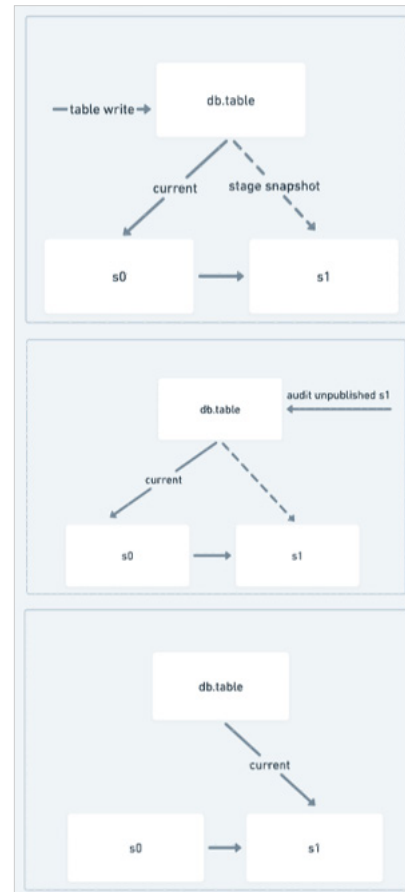 db.table
table write
current
stage snapshot
s0
s1
audit unpublished s1
db.table
current
s0
s1
db.table
current
s0
s1